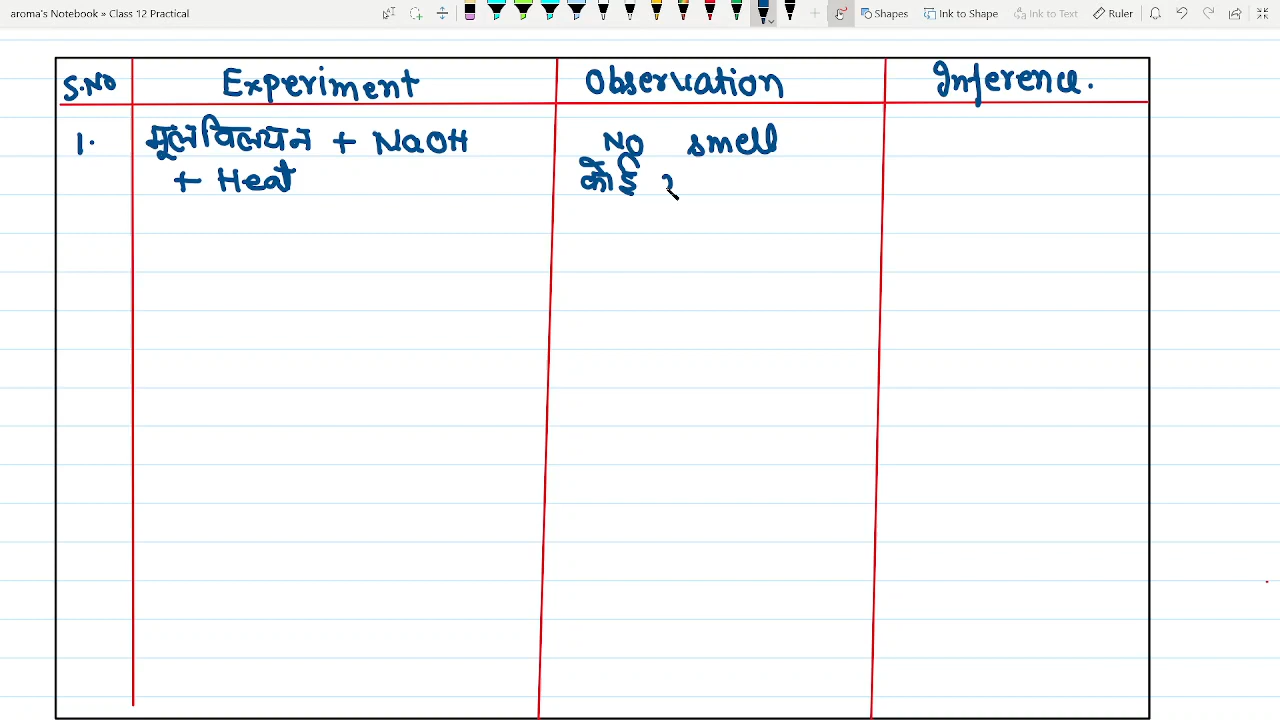 aroma's Notebook » Class 12 Practical
Shapes Ink to Shape Ink to Text Ruler
S.No Experiment Observation Inference.
1. मूलविलयन + NaOH No smell
+ Heat कोई